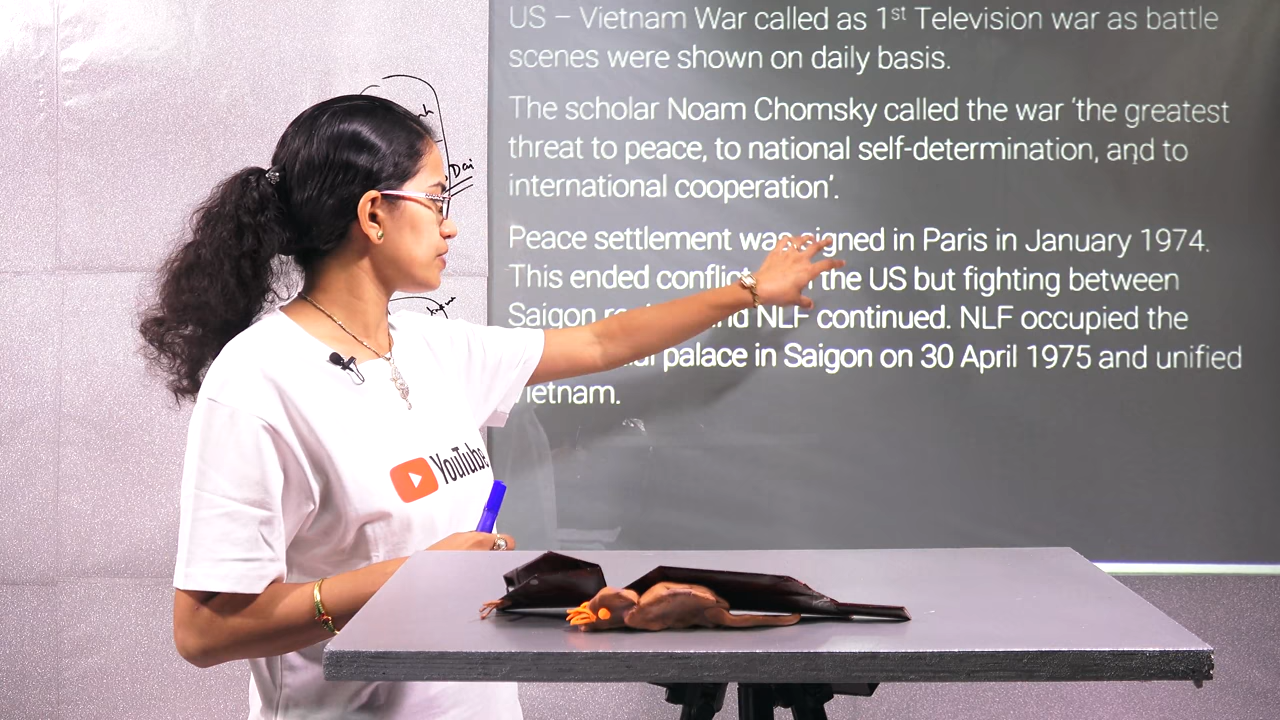 US – Vietnam War called as 1st Television war as battle
scenes were shown on daily basis.
The scholar Noam Chomsky called the war ‘the greatest
threat to peace, to national self-determination, and to
international cooperation’.
Peace settlement was signed in Paris in January 1974.
This ended conflict the US but fighting between
Saigon and NLF continued. NLF occupied the
palace in Saigon on 30 April 1975 and unified
Vietnam.
Dai
YouTube